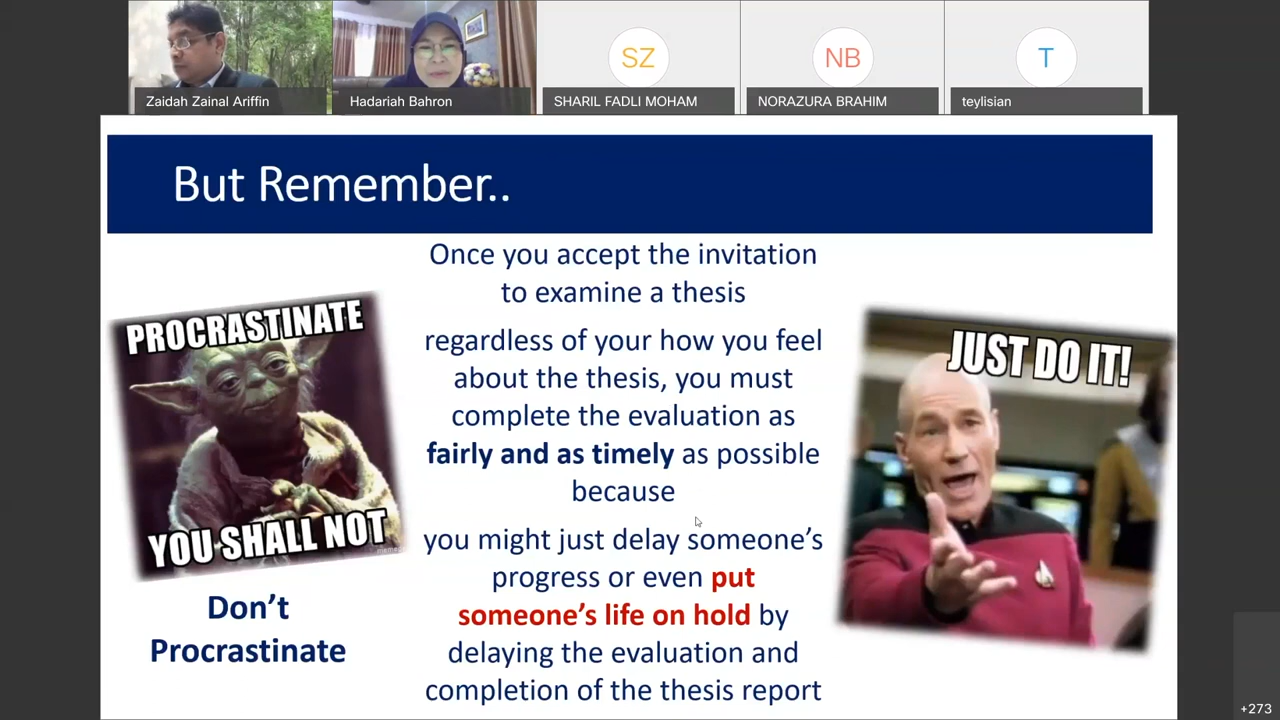 SZ
NB
T
Zaidah Zainal Ariffin
Hadariah Bahron
SHARIL FADLI MOHAM
NORAZURA BRAHIM
teylisian
But Remember..
PROCRASTINATE
YOU SHALL NOT
Don’t
Procrastinate
Once you accept the invitation
to examine a thesis
regardless of your how you feel
about the thesis, you must
complete the evaluation as
fairly and as timely as possible
because
you might just delay someone’s
progress or even put
someone’s life on hold by
delaying the evaluation and
completion of the thesis report
JUST DO IT!
+273